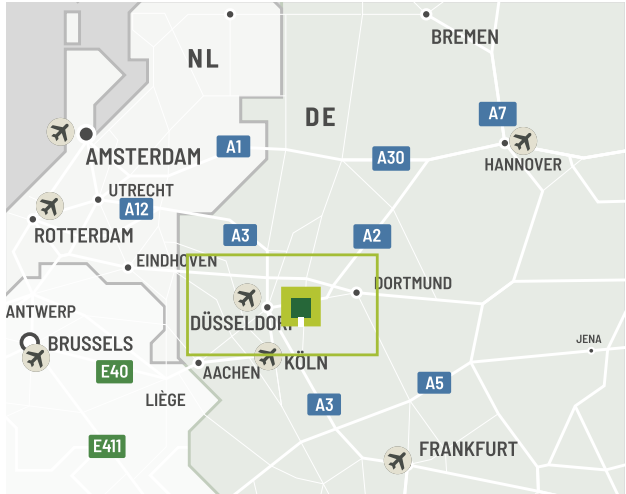 BREMEN
NL
DE
A7
A1
AMSTERDAM
A30
HANNOVER
UTRECHT
A12
ROTTERDAM
A3
A2
EINDHOVEN
DORTMUND
ANTWERP
DÜSSELDORF
BRUSSELS
JENA
KÖLN
E40
AACHEN
A5
LIÈGE
A3
E411
FRANKFURT